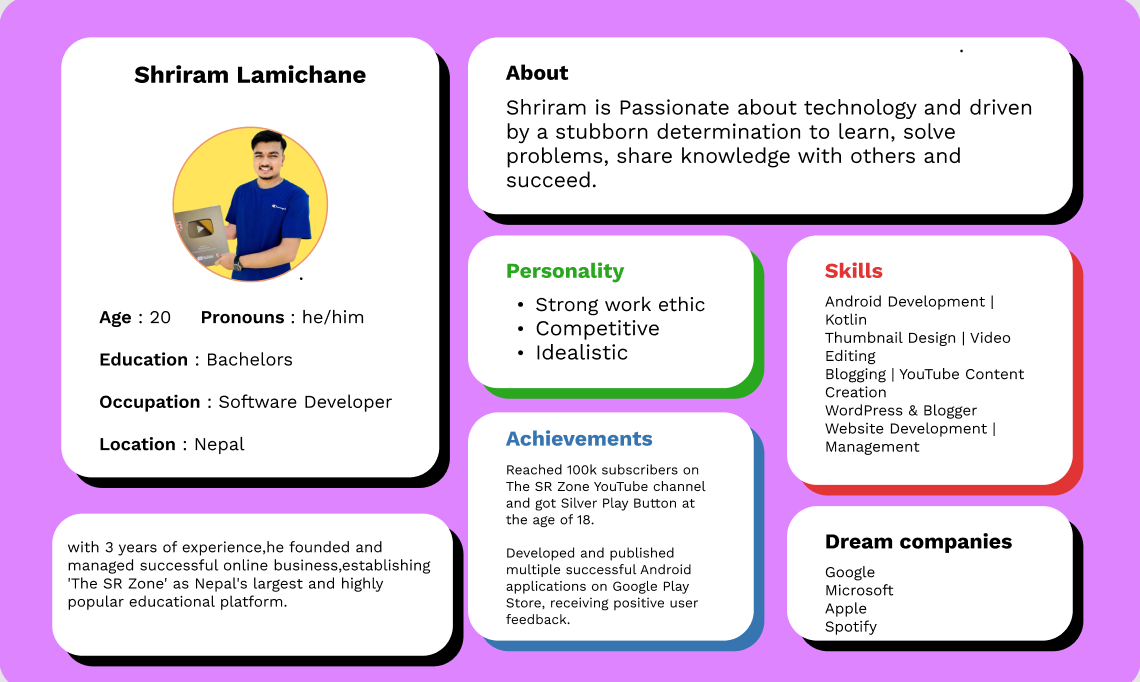 Shriram Lamichane
Age : 20 Pronouns : he/him
Education : Bachelors
Occupation : Software Developer
Location : Nepal
with 3 years of experience,he founded and
managed successful online business,establishing
'The SR Zone' as Nepal's largest and highly
popular educational platform.
About
Shriram is Passionate about technology and driven
by a stubborn determination to learn, solve
problems, share knowledge with others and
succeed.
Personality
• Strong work ethic
• Competitive
• Idealistic
Achievements
Reached 100k subscribers on
The SR Zone YouTube channel
and got Silver Play Button at
the age of 18.
Developed and published
multiple successful Android
applications on Google Play
Store, receiving positive user
feedback.
Skills
Android Development |
Kotlin
Thumbnail Design | Video
Editing
Blogging | YouTube Content
Creation
WordPress & Blogger
Website Development |
Management
Dream companies
Google
Microsoft
Apple
Spotify